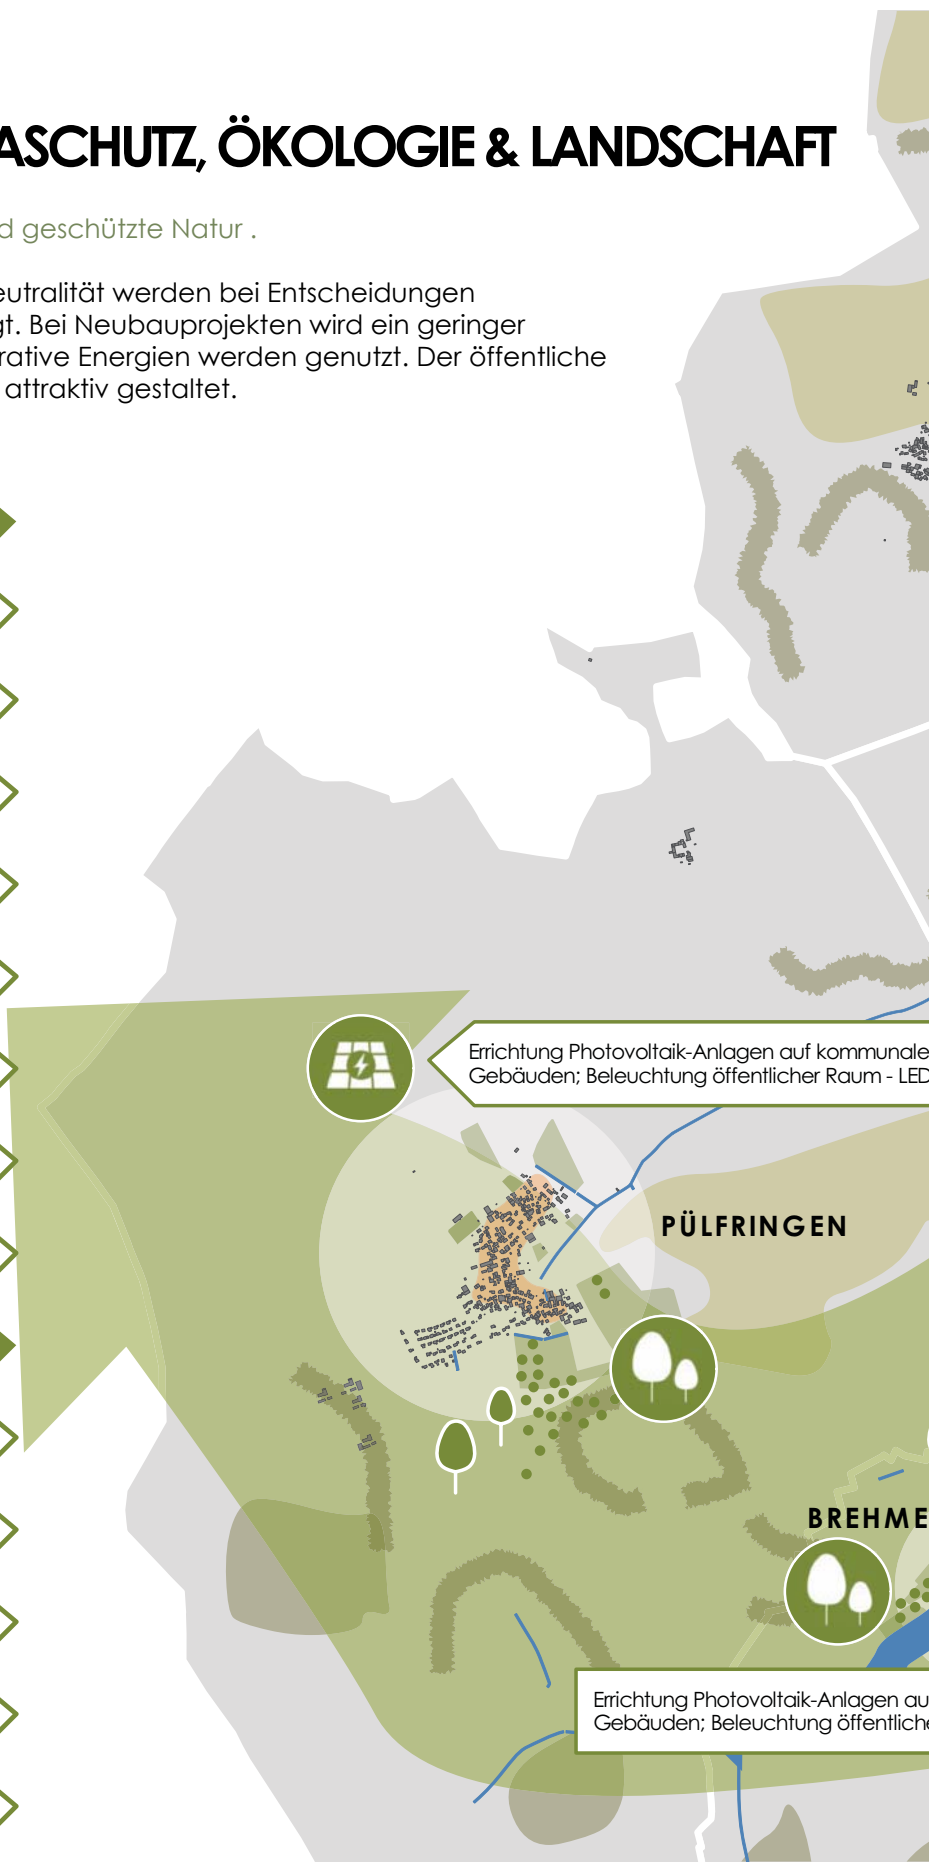 ASCHUTZ, ÖKOLOGIE & LANDSCHAFT
d geschützte Natur .
eutralität werden bei Entscheidungen
gt. Bei Neubauprojekten wird ein geringer
rative Energien werden genutzt. Der öffentliche
attraktiv gestaltet.
Errichtung Photovoltaik-Anlagen auf kommunale
Gebäuden; Beleuchtung öffentlicher Raum - LED
PÜLFRINGEN
BREHME
Errichtung Photovoltaik-Anlagen au
Gebäuden; Beleuchtung öffentliche